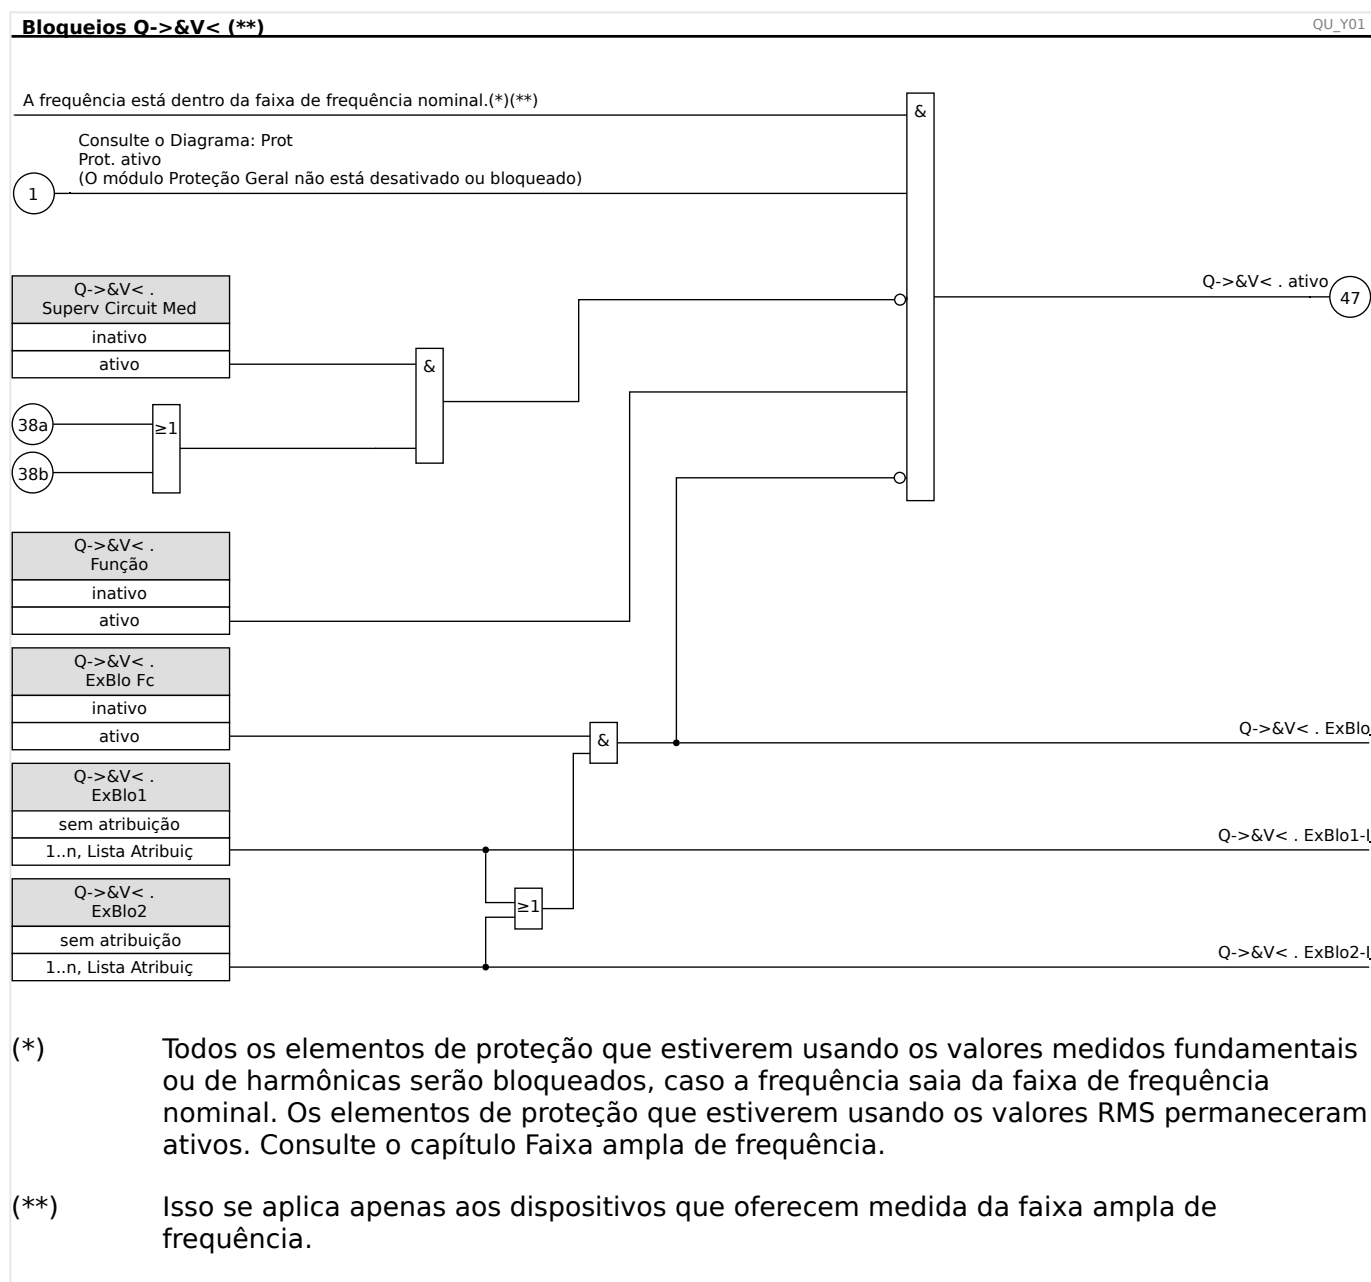 Bloqueios Q->&V< (**)
QU_Y01
A frequência está dentro da faixa de frequência nominal.(*)(**)
&
Consulte o Diagrama: Prot
Prot. ativo
(O módulo Proteção Geral não está desativado ou bloqueado)
1
Q->&V< . ativo
47
Q->&V< .
Superv Circuit Med
inativo
ativo
&
38a
≥1
38b
Q->&V< .
Função
inativo
ativo
Q->&V< .
ExBlo Fc
inativo
ativo
&
Q->&V< . ExBlo
Q->&V< .
ExBlo1
sem atribuição
1..n, Lista Atribuiç
Q->&V< . ExBlo1-I
Q->&V< .
ExBlo2
≥1
sem atribuição
1..n, Lista Atribuiç
Q->&V< . ExBlo2-I
(*) Todos os elementos de proteção que estiverem usando os valores medidos fundamentais
ou de harmônicas serão bloqueados, caso a frequência saia da faixa de frequência
nominal. Os elementos de proteção que estiverem usando os valores RMS permaneceram
ativos. Consulte o capítulo Faixa ampla de frequência.
(**) Isso se aplica apenas aos dispositivos que oferecem medida da faixa ampla de
frequência.